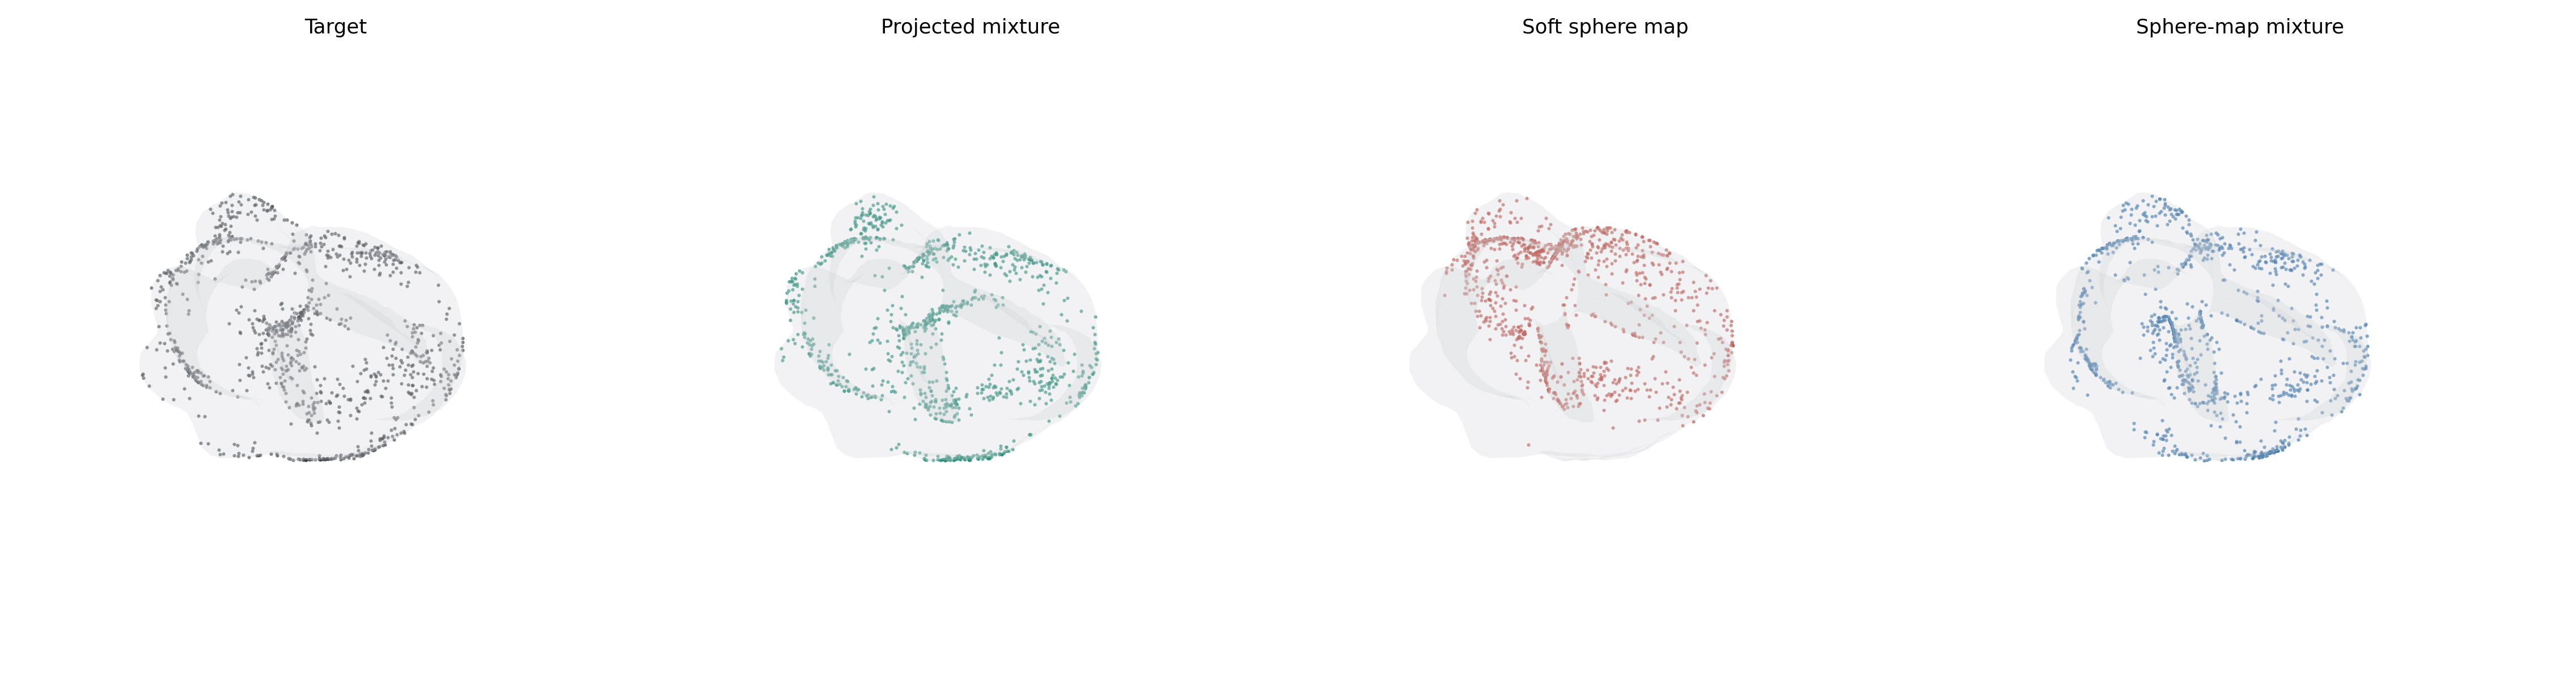 Target
Projected mixture
Soft sphere map
Sphere-map mixture